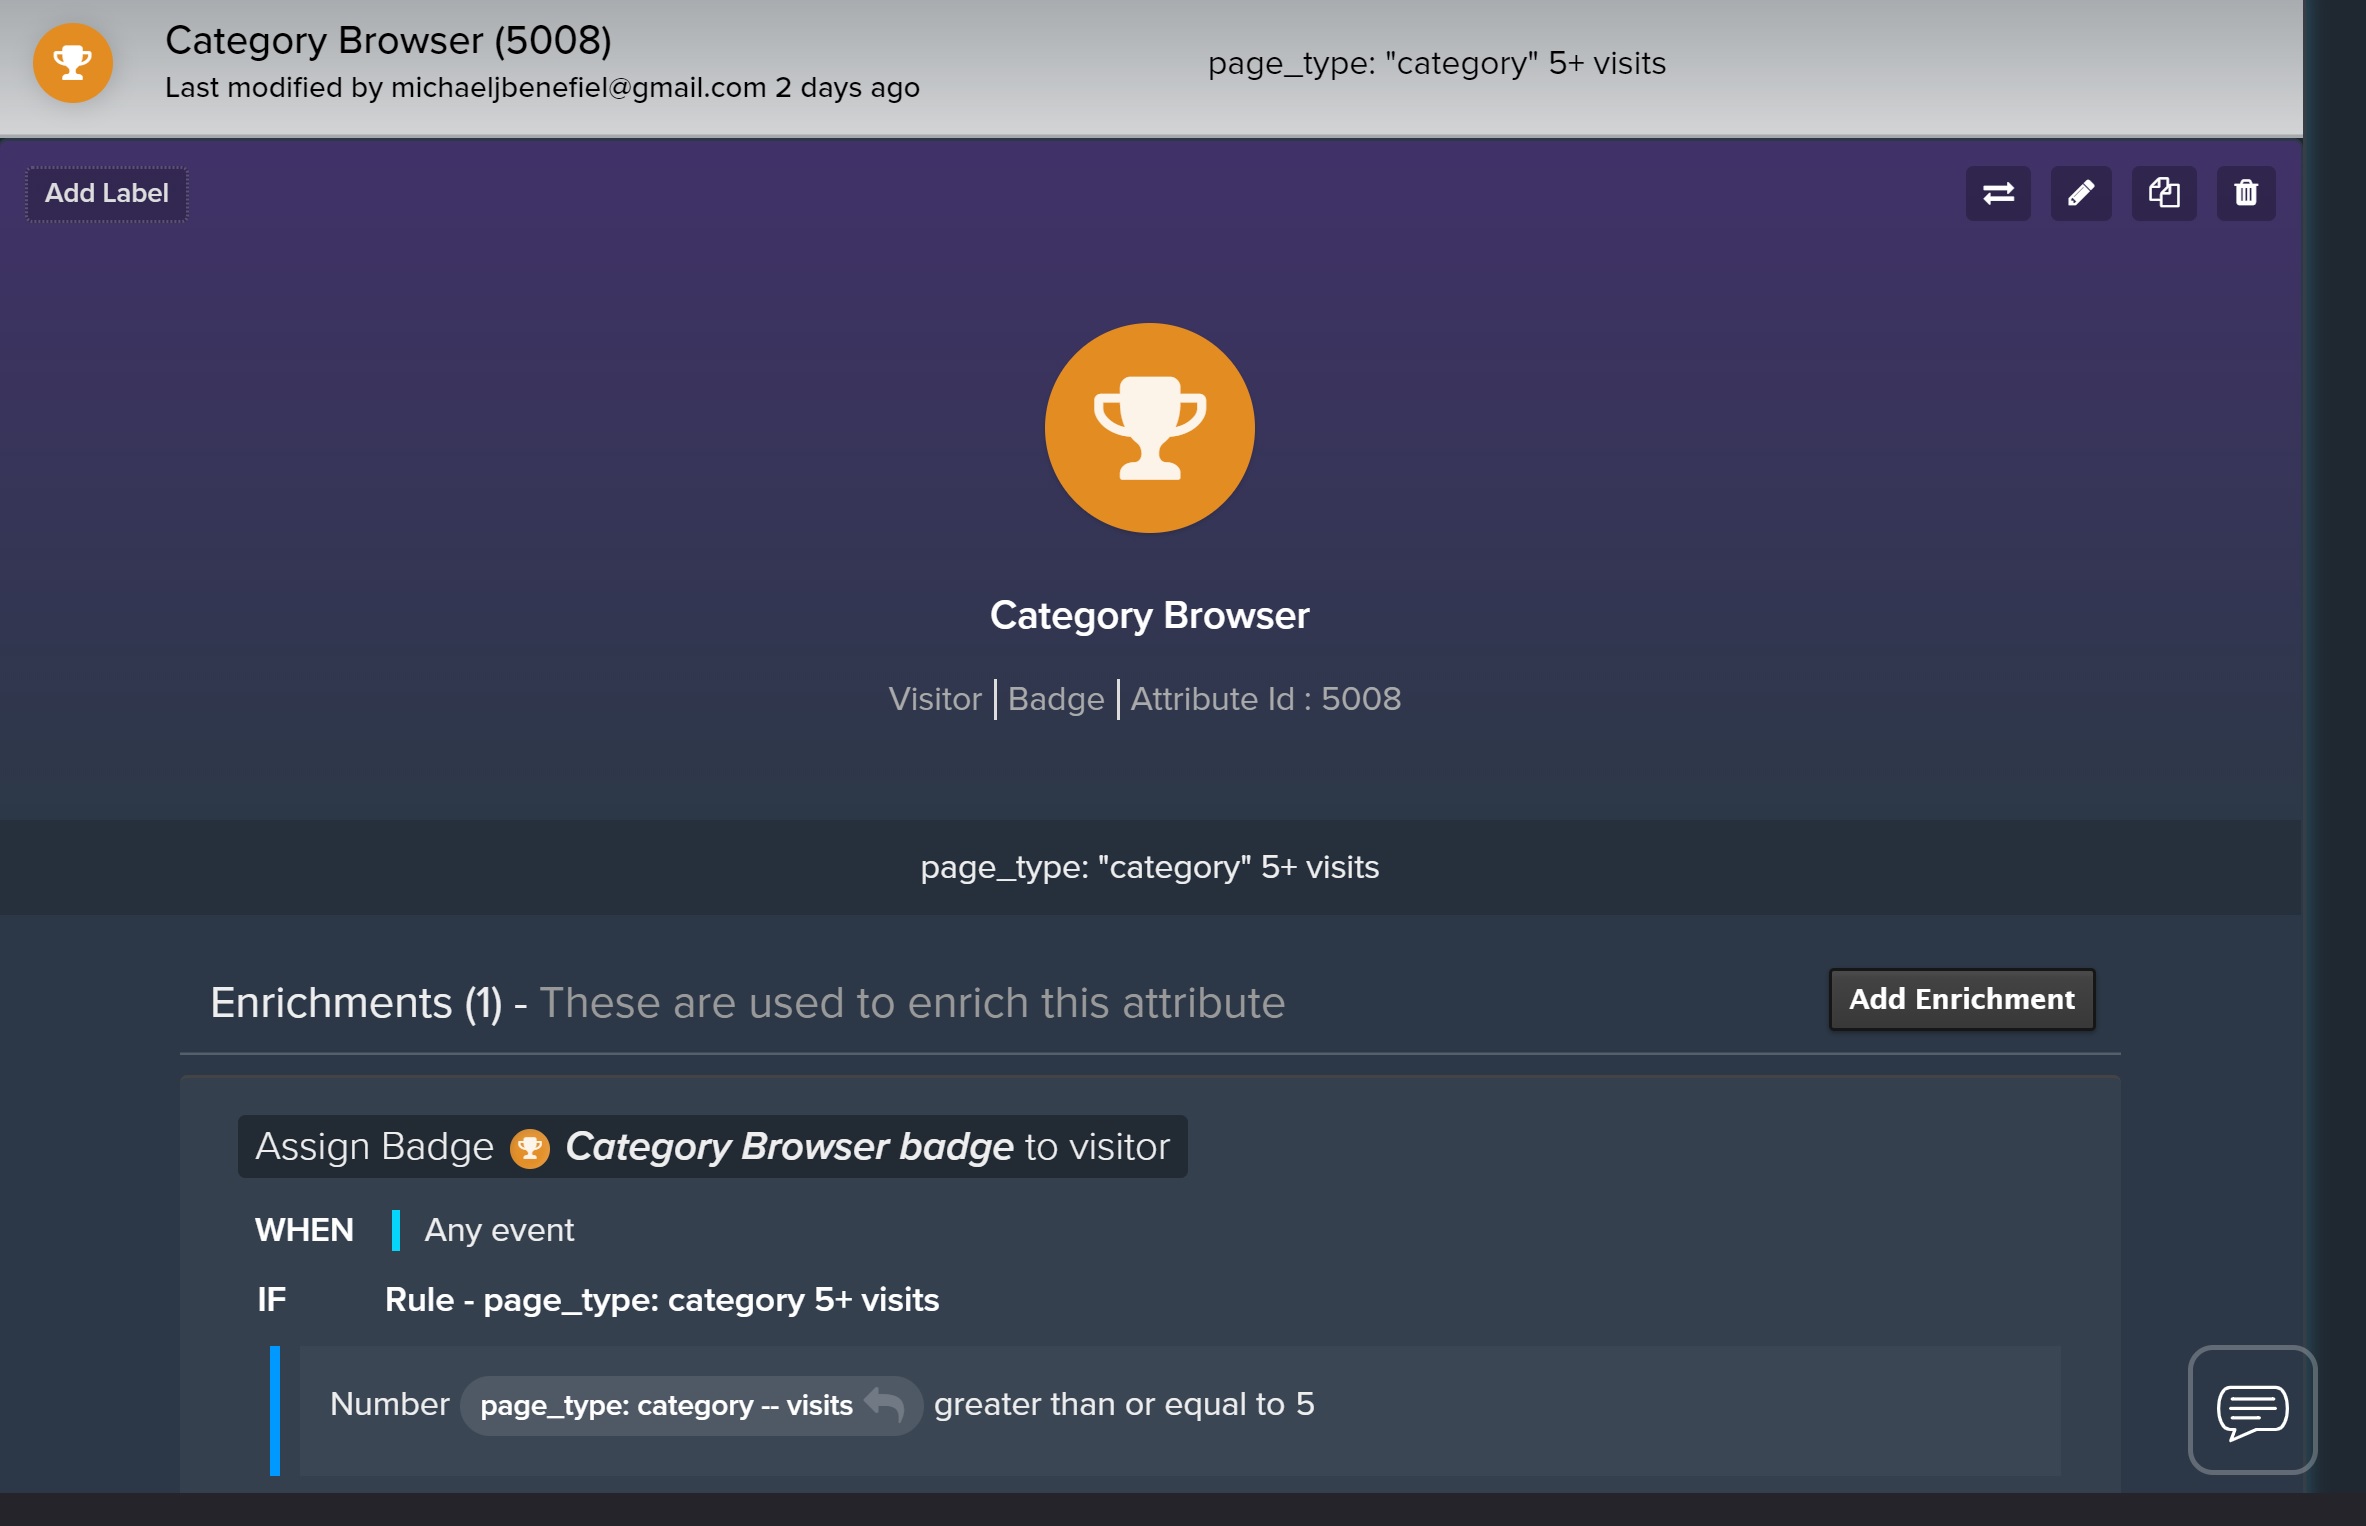 Category Browser (5008)
Last modified by michaeljbenefiel@gmail.com 2 days ago
page_type: "category" 5+ visits
Add Label
Category Browser
Visitor | Badge | Attribute Id : 5008
page_type: "category" 5+ visits
Enrichments (1) - These are used to enrich this attribute
Add Enrichment
Assign Badge Category Browser badge to visitor
WHEN Any event
IF Rule - page_type: category 5+ visits
Number page_type: category -- visits greater than or equal to 5